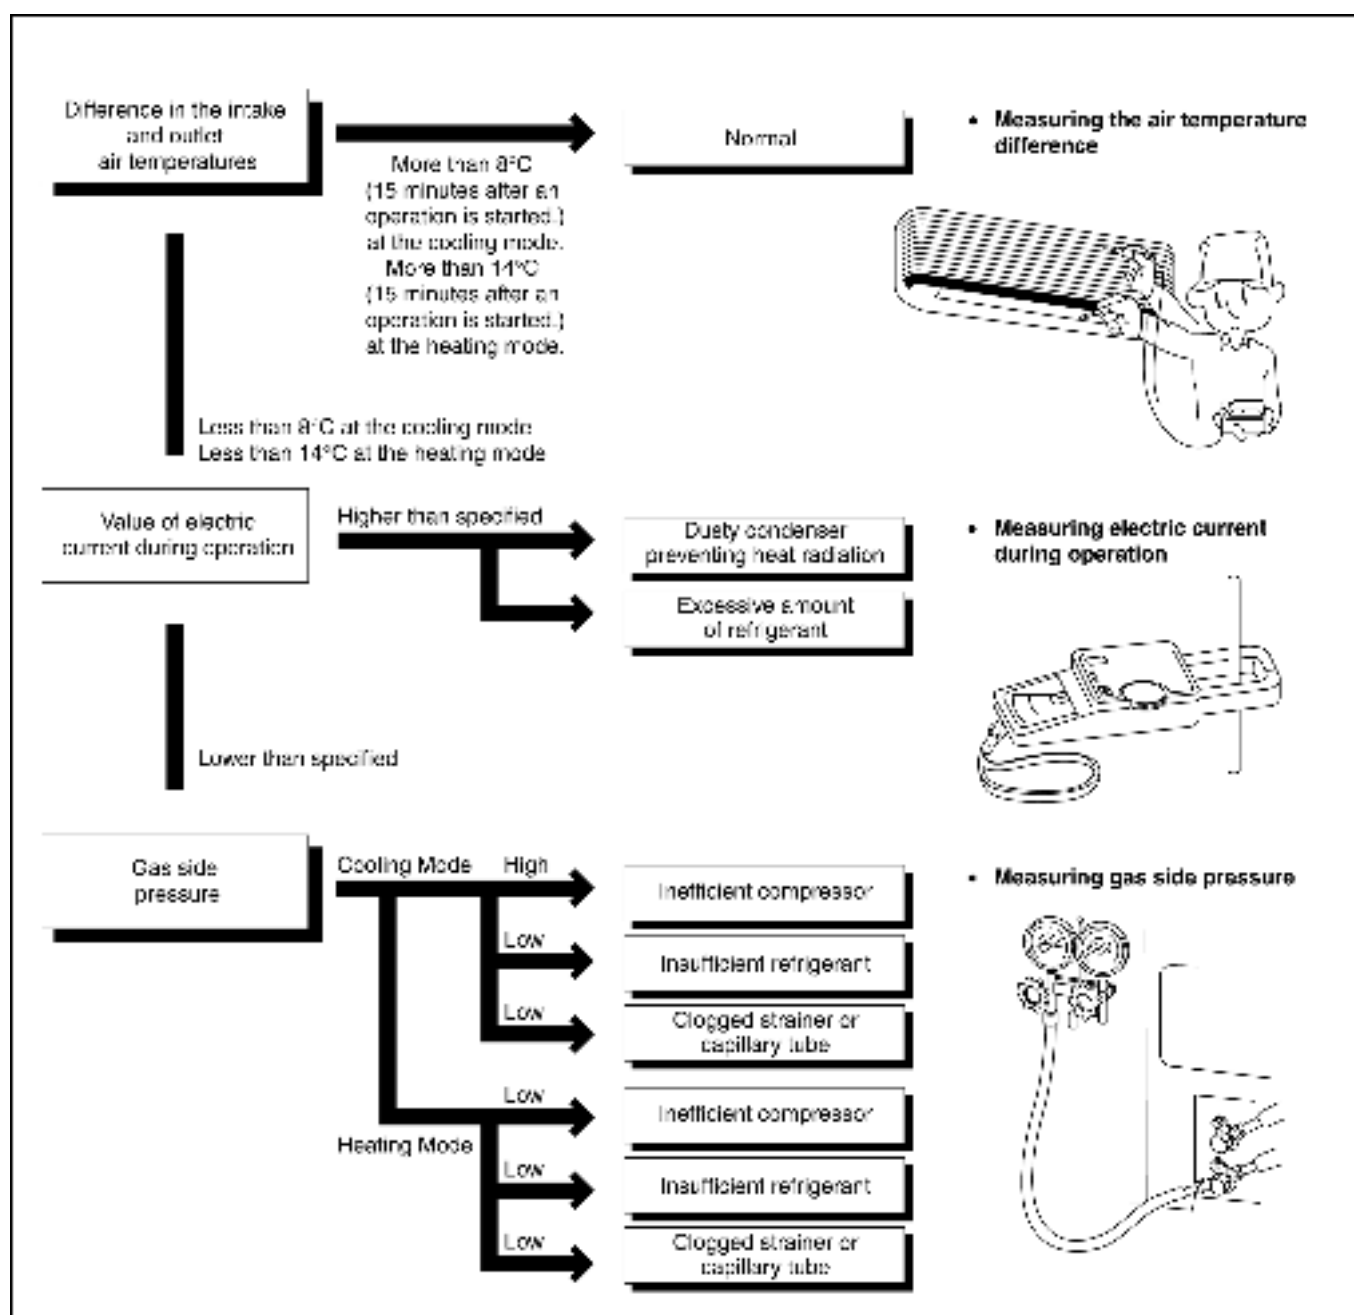 Difference in the intake
and outlet
air temperatures
More than 8°C
(15 minutes after an
operation is started.)
at the cooling mode.
More than 14°C
(15 minutes after an
operation is started.)
at the heating mode.
Normal
• Measuring the air temperature
difference
Less than 8°C at the cooling mode
Less than 14°C at the heating mode
Value of electric
current during operation
Higher than specified
Dusty condenser
preventing heat radiation
Excessive amount
of refrigerant
• Measuring electric current
during operation
Lower than specified
Gas side
pressure
Cooling Mode
High
Inefficient compressor
Low
Insufficient refrigerant
Low
Clogged strainer or
capillary tube
Heating Mode
Low
Inefficient compressor
Low
Insufficient refrigerant
Low
Clogged strainer or
capillary tube
• Measuring gas side pressure